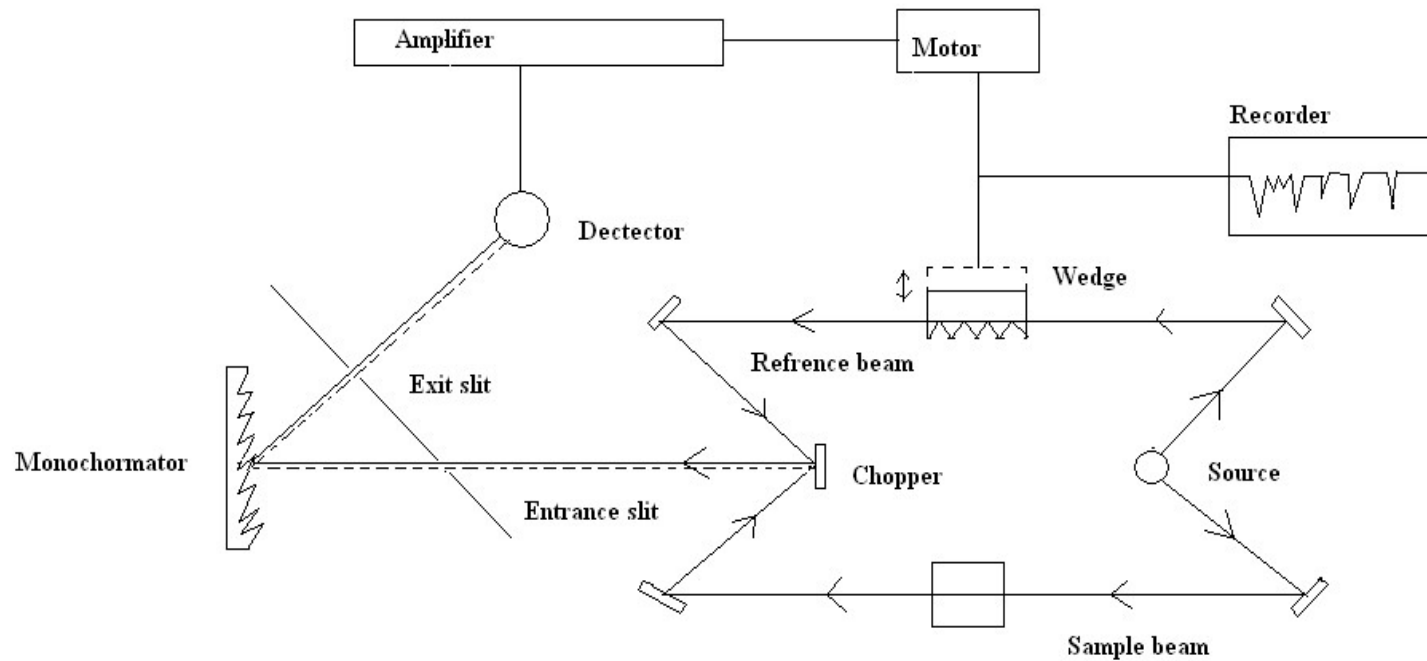 Amplifier
Motor
Recorder
Dectector
Wedge
Refrence beam
Exit slit
Monochormator
Chopper
Source
Entrance slit
Sample beam